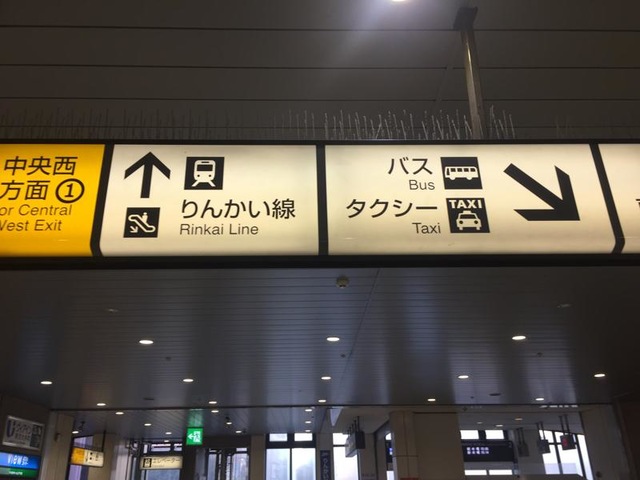 中央西
方面①
or Central
West Exit
りんかい線
Rinkai Line
バス
Bus
タクシー
Taxi
TAXI